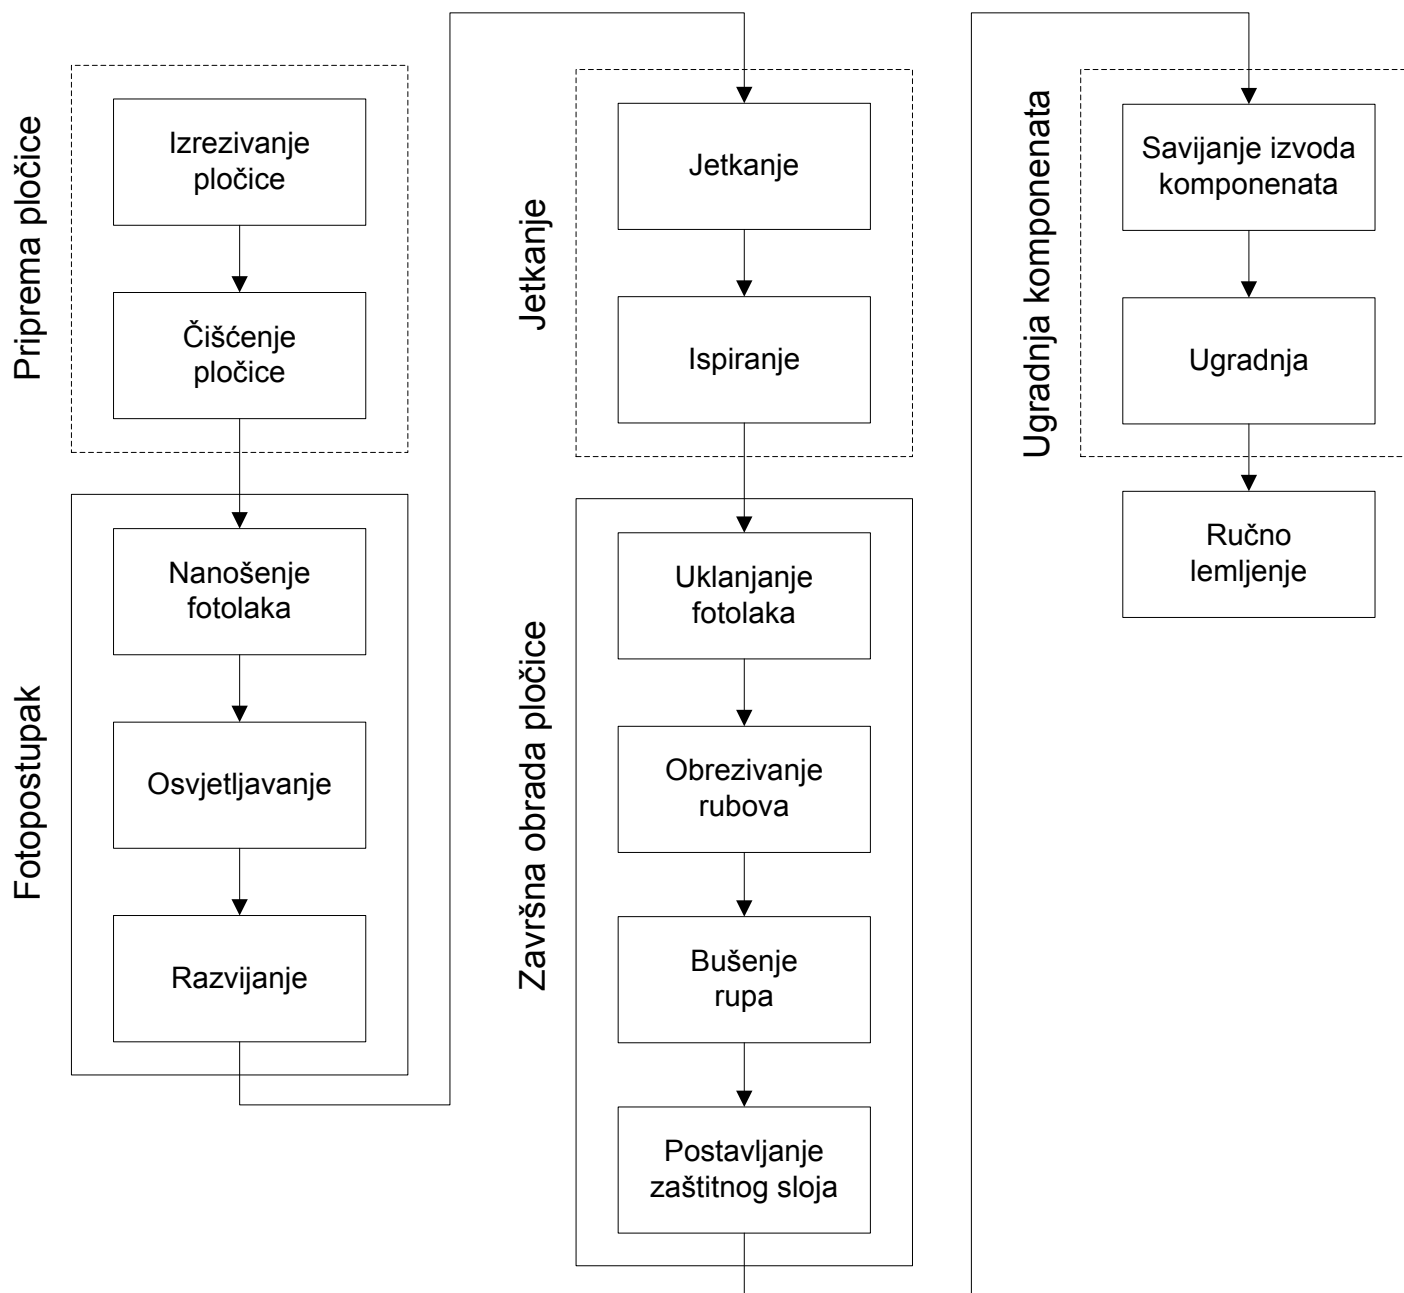 Priprema pločice
Izrezivanje
pločice
Čišćenje
pločice
Fotopostupak
Nanošenje
fotolaka
Osvjetljavanje
Razvijanje
Jetkanje
Jetkanje
Ispiranje
Završna obrada pločice
Uklanjanje
fotolaka
Obrezivanje
rubova
Bušenje
rupa
Postavljanje
zaštitnog sloja
Ugradnja komponenata
Savijanje izvoda
komponenata
Ugradnja
Ručno
lemljenje